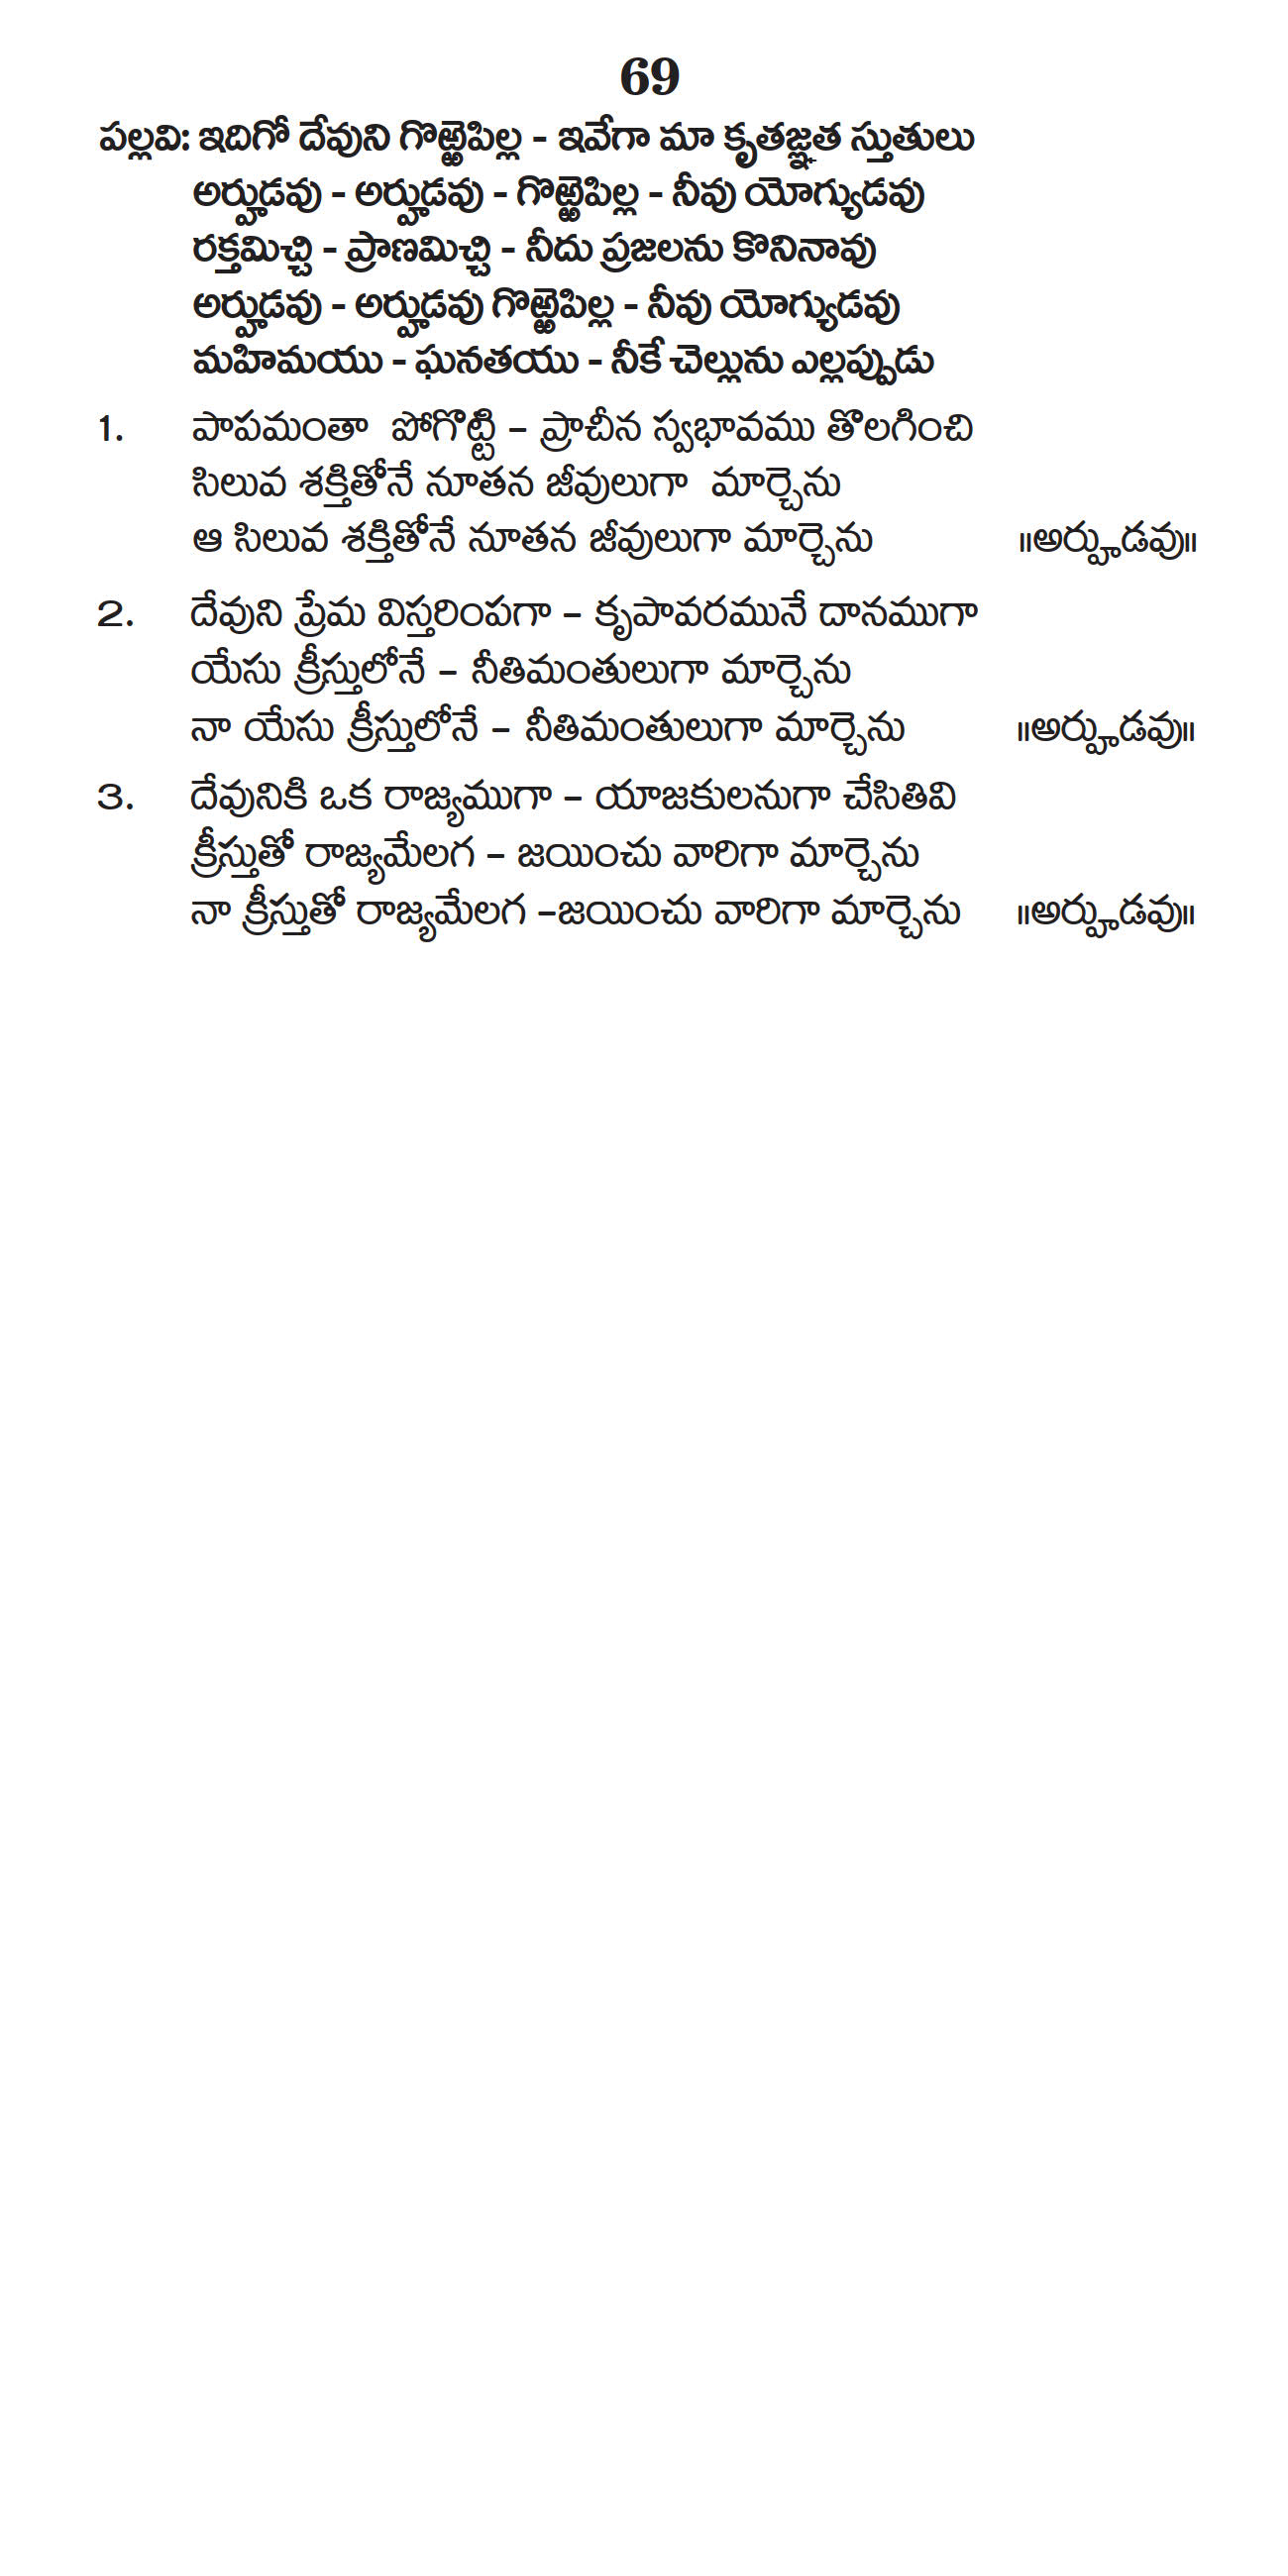 69
పల్లవి: ఇదిగో దేవుని గొఱ్ఱెపిల్ల - ఇవేగా మా కృతజ్ఞత స్తుతులు
అర్హుడవు - అర్హుడవు - గొఱ్ఱెపిల్ల - నీవు యోగ్యుడవు
రక్తమిచ్చి - ప్రాణమిచ్చి - నీదు ప్రజలను కొనినావు
అర్హుడవు - అర్హుడవు గొఱ్ఱెపిల్ల - నీవు యోగ్యుడవు
మహిమయు - ఘనతయు - నీకే చెల్లును ఎల్లప్పుడు
1. పాపమంతా పోగొట్టి – ప్రాచీన స్వభావము తొలగించి
సిలువ శక్తితోనే నూతన జీవులుగా మార్చెను
ఆ సిలువ శక్తితోనే నూతన జీవులుగా మార్చెను ॥అర్హుడవు॥
2. దేవుని ప్రేమ విస్తరింపగా – కృపావరమునే దానముగా
యేసు క్రీస్తులోనే – నీతిమంతులుగా మార్చెను
నా యేసు క్రీస్తులోనే – నీతిమంతులుగా మార్చెను ॥అర్హుడవు॥
3. దేవునికి ఒక రాజ్యముగా – యాజకులనుగా చేసితివి
క్రీస్తుతో రాజ్యమేలగ – జయించు వారిగా మార్చెను
నా క్రీస్తుతో రాజ్యమేలగ –జయించు వారిగా మార్చెను ॥అర్హుడవు॥